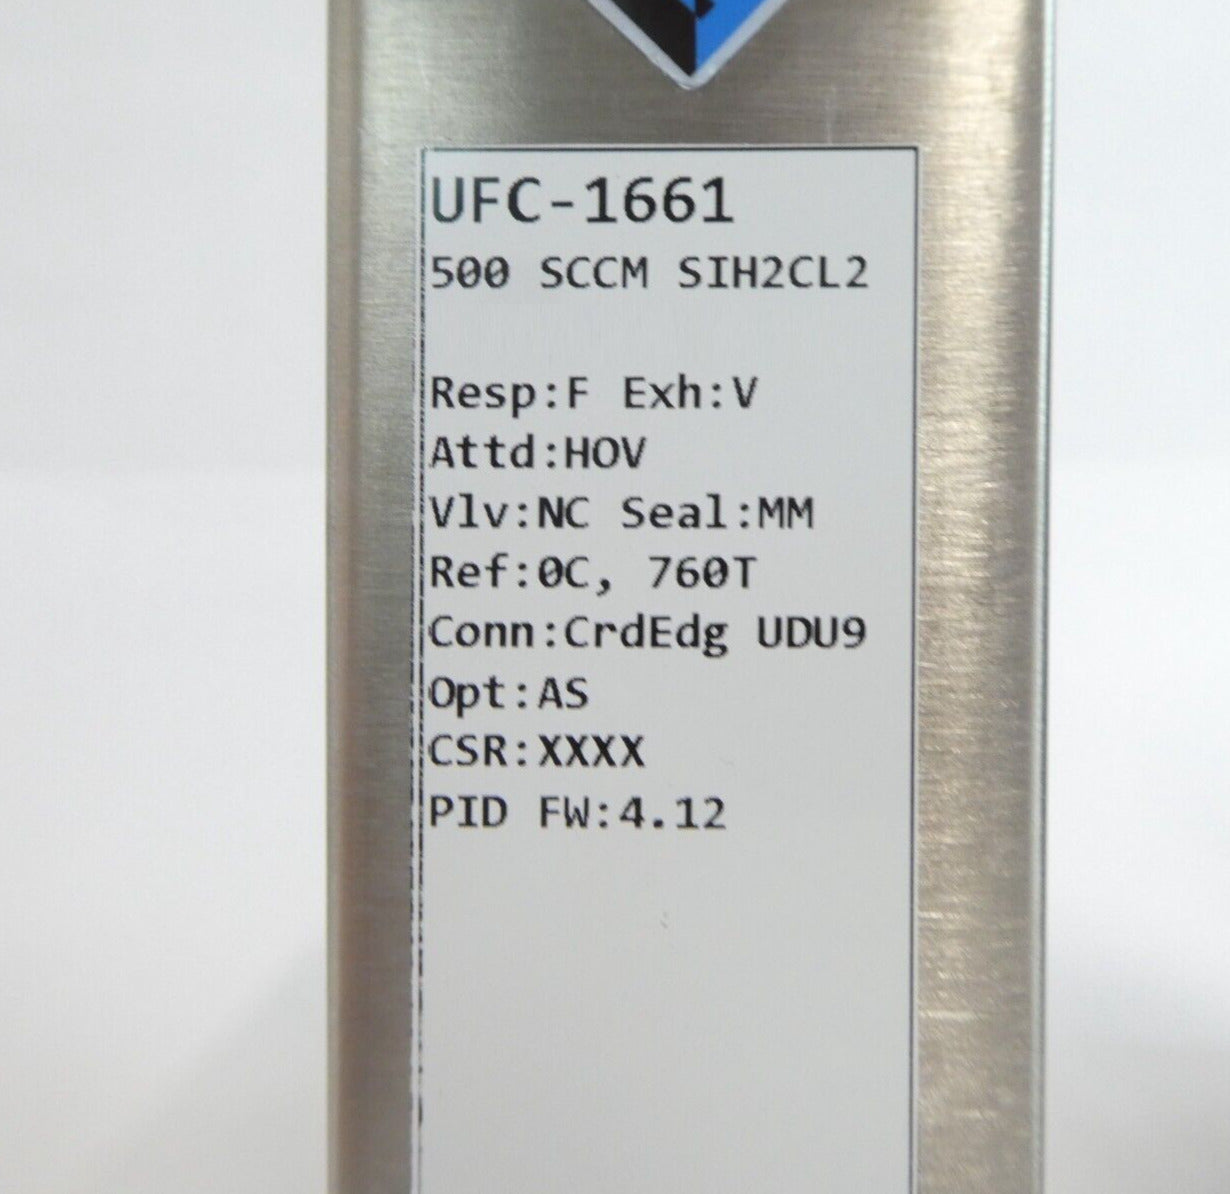 UFC-1661
500 SCCM SIH2CL2
Resp:F Exh:V
Attd:HOV
Vlv:NC Seal:MM
Ref:0C, 760T
Conn:CrdEdg UDU9
Opt:AS
CSR:XXXX
PID FW:4.12